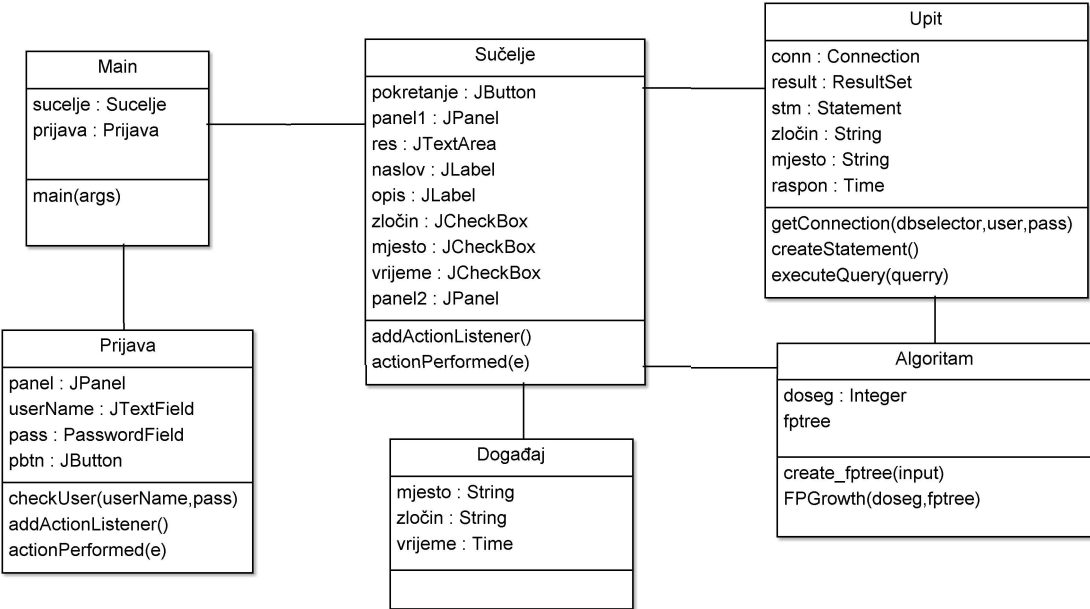 Main
sucelje : Sucelje
prijava : Prijava
main(args)
Sučelje
pokretanje : JButton
panel1 : JPanel
res : JTextArea
naslov : JLabel
opis : JLabel
zločin : JCheckBox
mjesto : JCheckBox
vrijeme : JCheckBox
panel2 : JPanel
addActionListener()
actionPerformed(e)
Upit
conn : Connection
result : ResultSet
stm : Statement
zločin : String
mjesto : String
raspon : Time
getConnection(dbselector,user,pass)
createStatement()
executeQuery(querry)
Prijava
panel : JPanel
userName : JTextField
pass : PasswordField
pbtn : JButton
checkUser(userName,pass)
addActionListener()
actionPerformed(e)
Događaj
mjesto : String
zločin : String
vrijeme : Time
Algoritam
doseg : Integer
fptree
create_fptree(input)
FPGrowth(doseg,fptree)